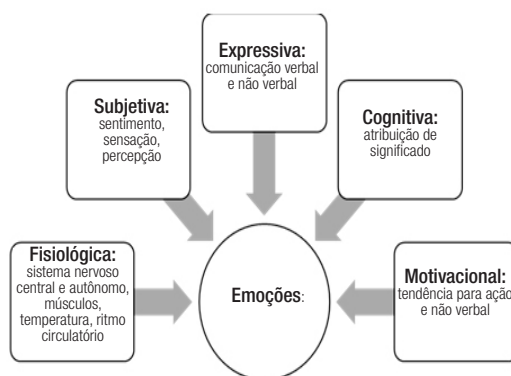 Expressiva:
comunicação verbal
e não verbal
Subjetiva:
sentimento,
sensação,
percepção
Cognitiva:
atribuição de
significado
Fisiológica:
sistema nervoso
central e autônomo,
músculos,
temperatura, ritmo
circulatório
Emoções:
Motivacional:
tendência para ação
e não verbal